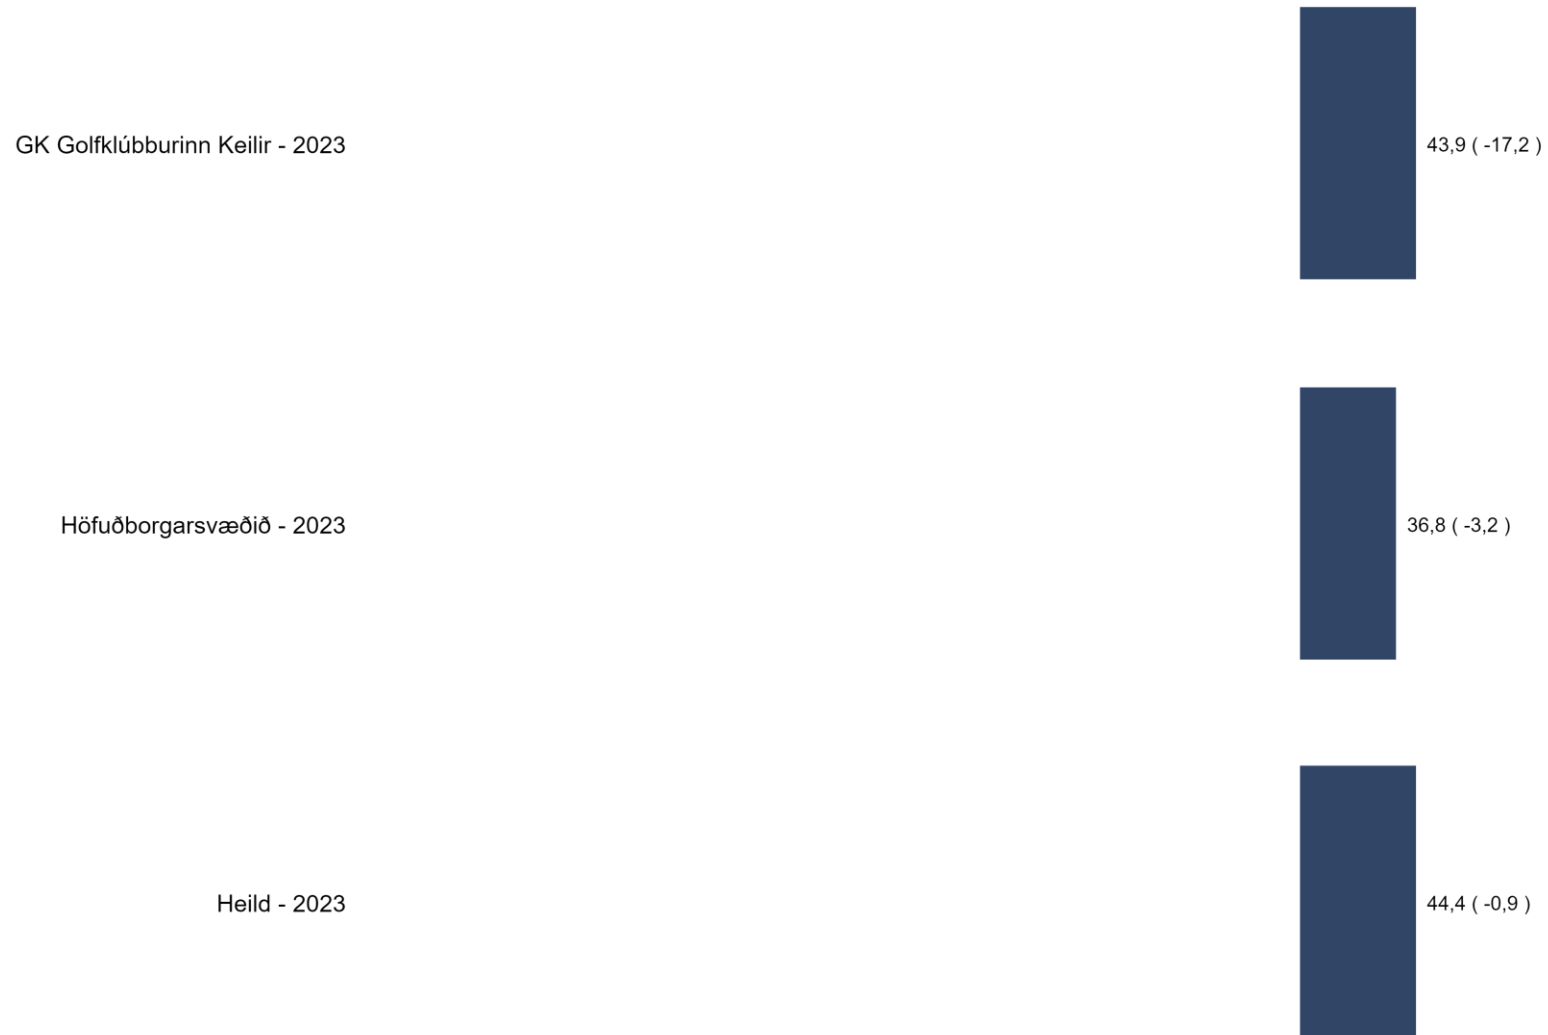 GK Golfklúbburinn Keilir - 2023
43,9 ( -17,2 )
Höfuðborgarsvæðið - 2023
36,8 ( -3,2 )
Heild - 2023
44,4 ( -0,9 )